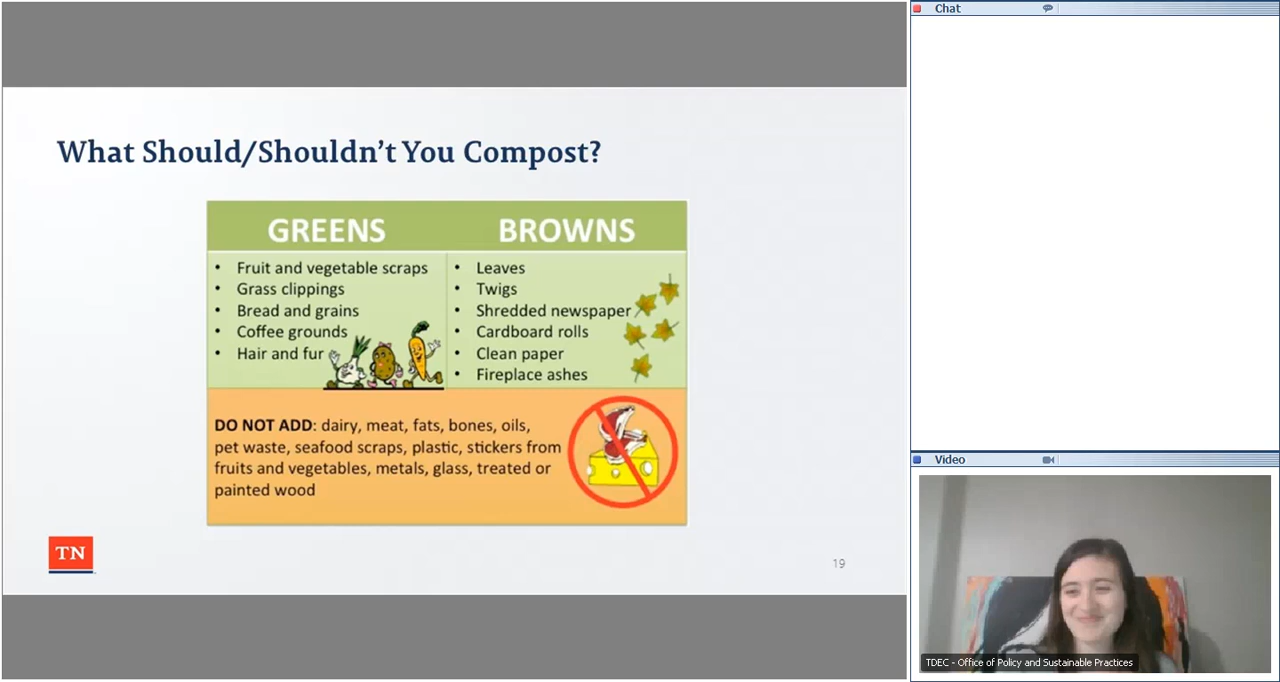 What Should/Shouldn't You Compost?
GREENS
• Fruit and vegetable scraps
• Grass clippings
• Bread and grains
• Coffee grounds
• Hair and fur
BROWNS
• Leaves
• Twigs
• Shredded newspaper
• Cardboard rolls
• Clean paper
• Fireplace ashes
DO NOT ADD: dairy, meat, fats, bones, oils,
pet waste, seafood scraps, plastic, stickers from
fruits and vegetables, metals, glass, treated or
painted wood
TN
19
Chat
Video
TDEC - Office of Policy and Sustainable Practices